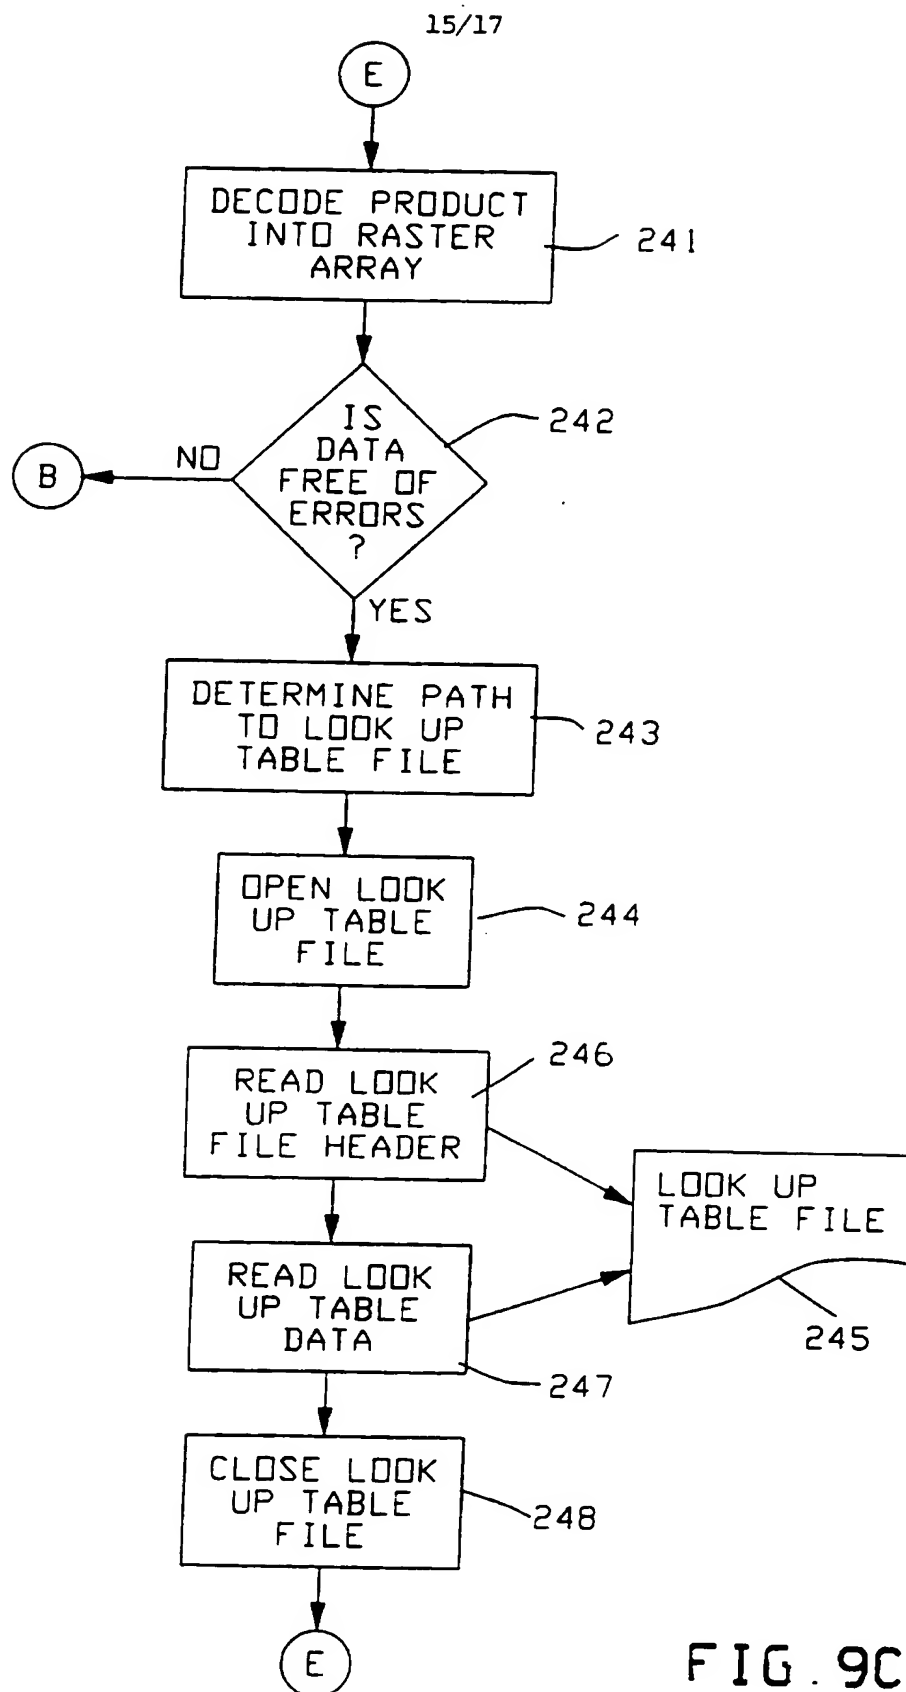 15/17
E
DECODE PRODUCT
INTO RASTER
ARRAY
241
IS
DATA
FREE OF
ERRORS
?
242
NO
B
YES
DETERMINE PATH
TO LOOK UP
TABLE FILE
243
OPEN LOOK
UP TABLE
FILE
244
READ LOOK
UP TABLE
FILE HEADER
246
LOOK UP
TABLE FILE
245
READ LOOK
UP TABLE
DATA
247
CLOSE LOOK
UP TABLE
FILE
248
E
FIG. 9C